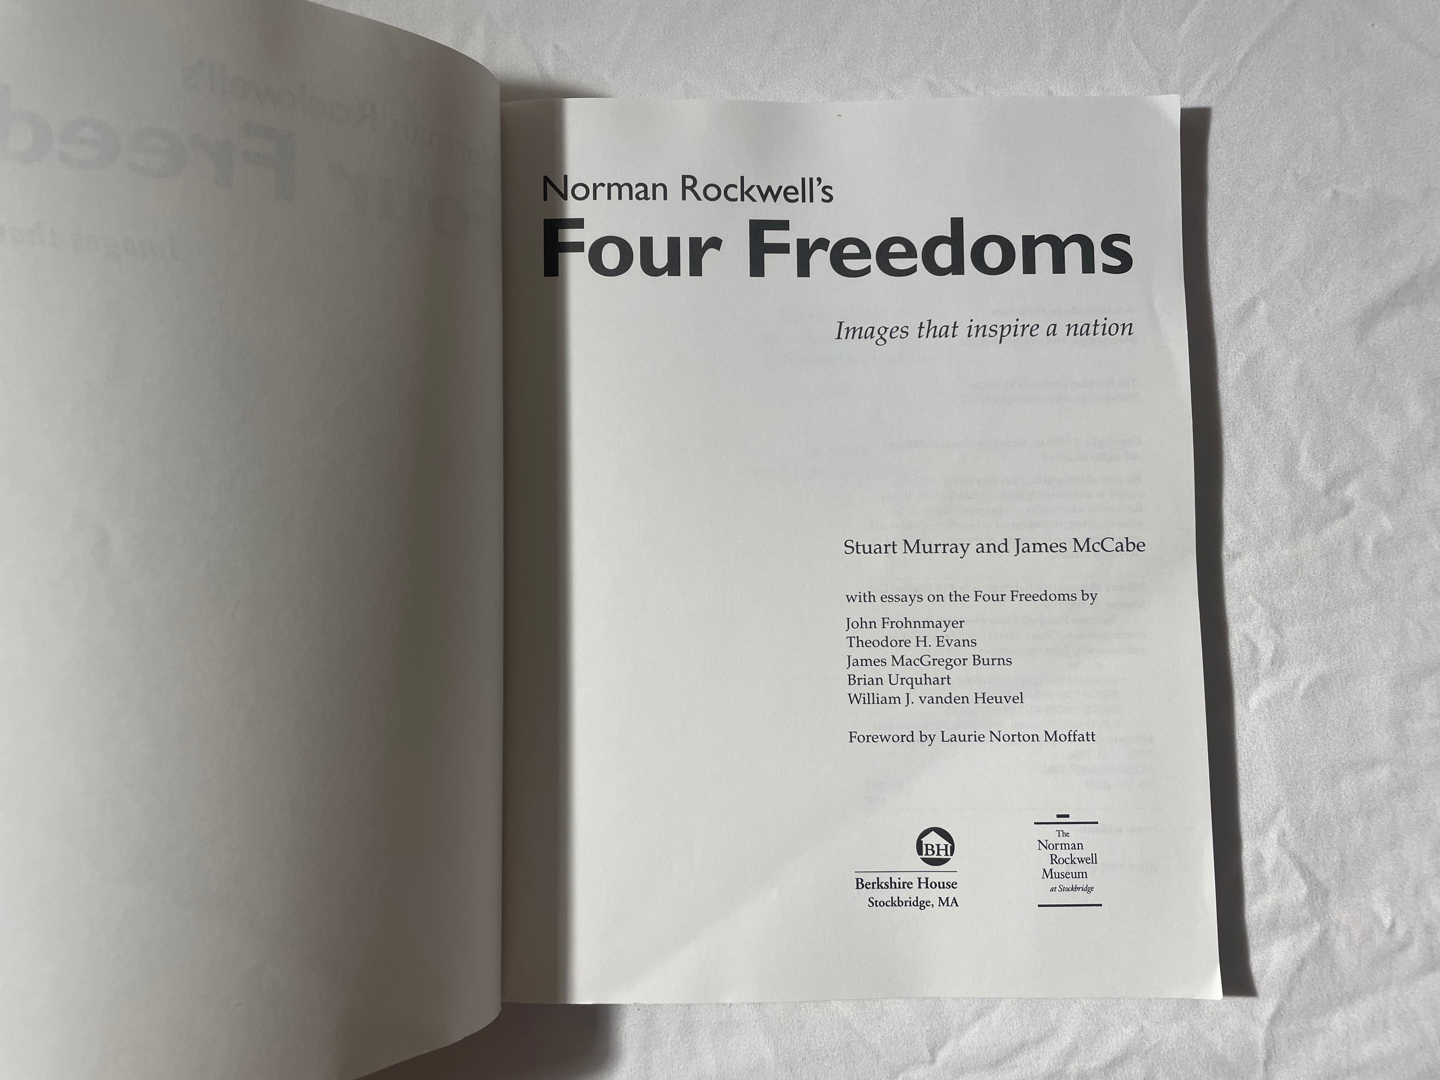 Norman Rockwell's
Four Freedoms
Images that inspire a nation
Stuart Murray and James McCabe
with essays on the Four Freedoms by
John Frohnmayer
Theodore H. Evans
James MacGregor Burns
Brian Urquhart
William J. vanden Heuvel
Foreword by Laurie Norton Moffatt
BH
Berkshire House
Stockbridge, MA
The
Norman
Rockwell
Museum
at Stockbridge